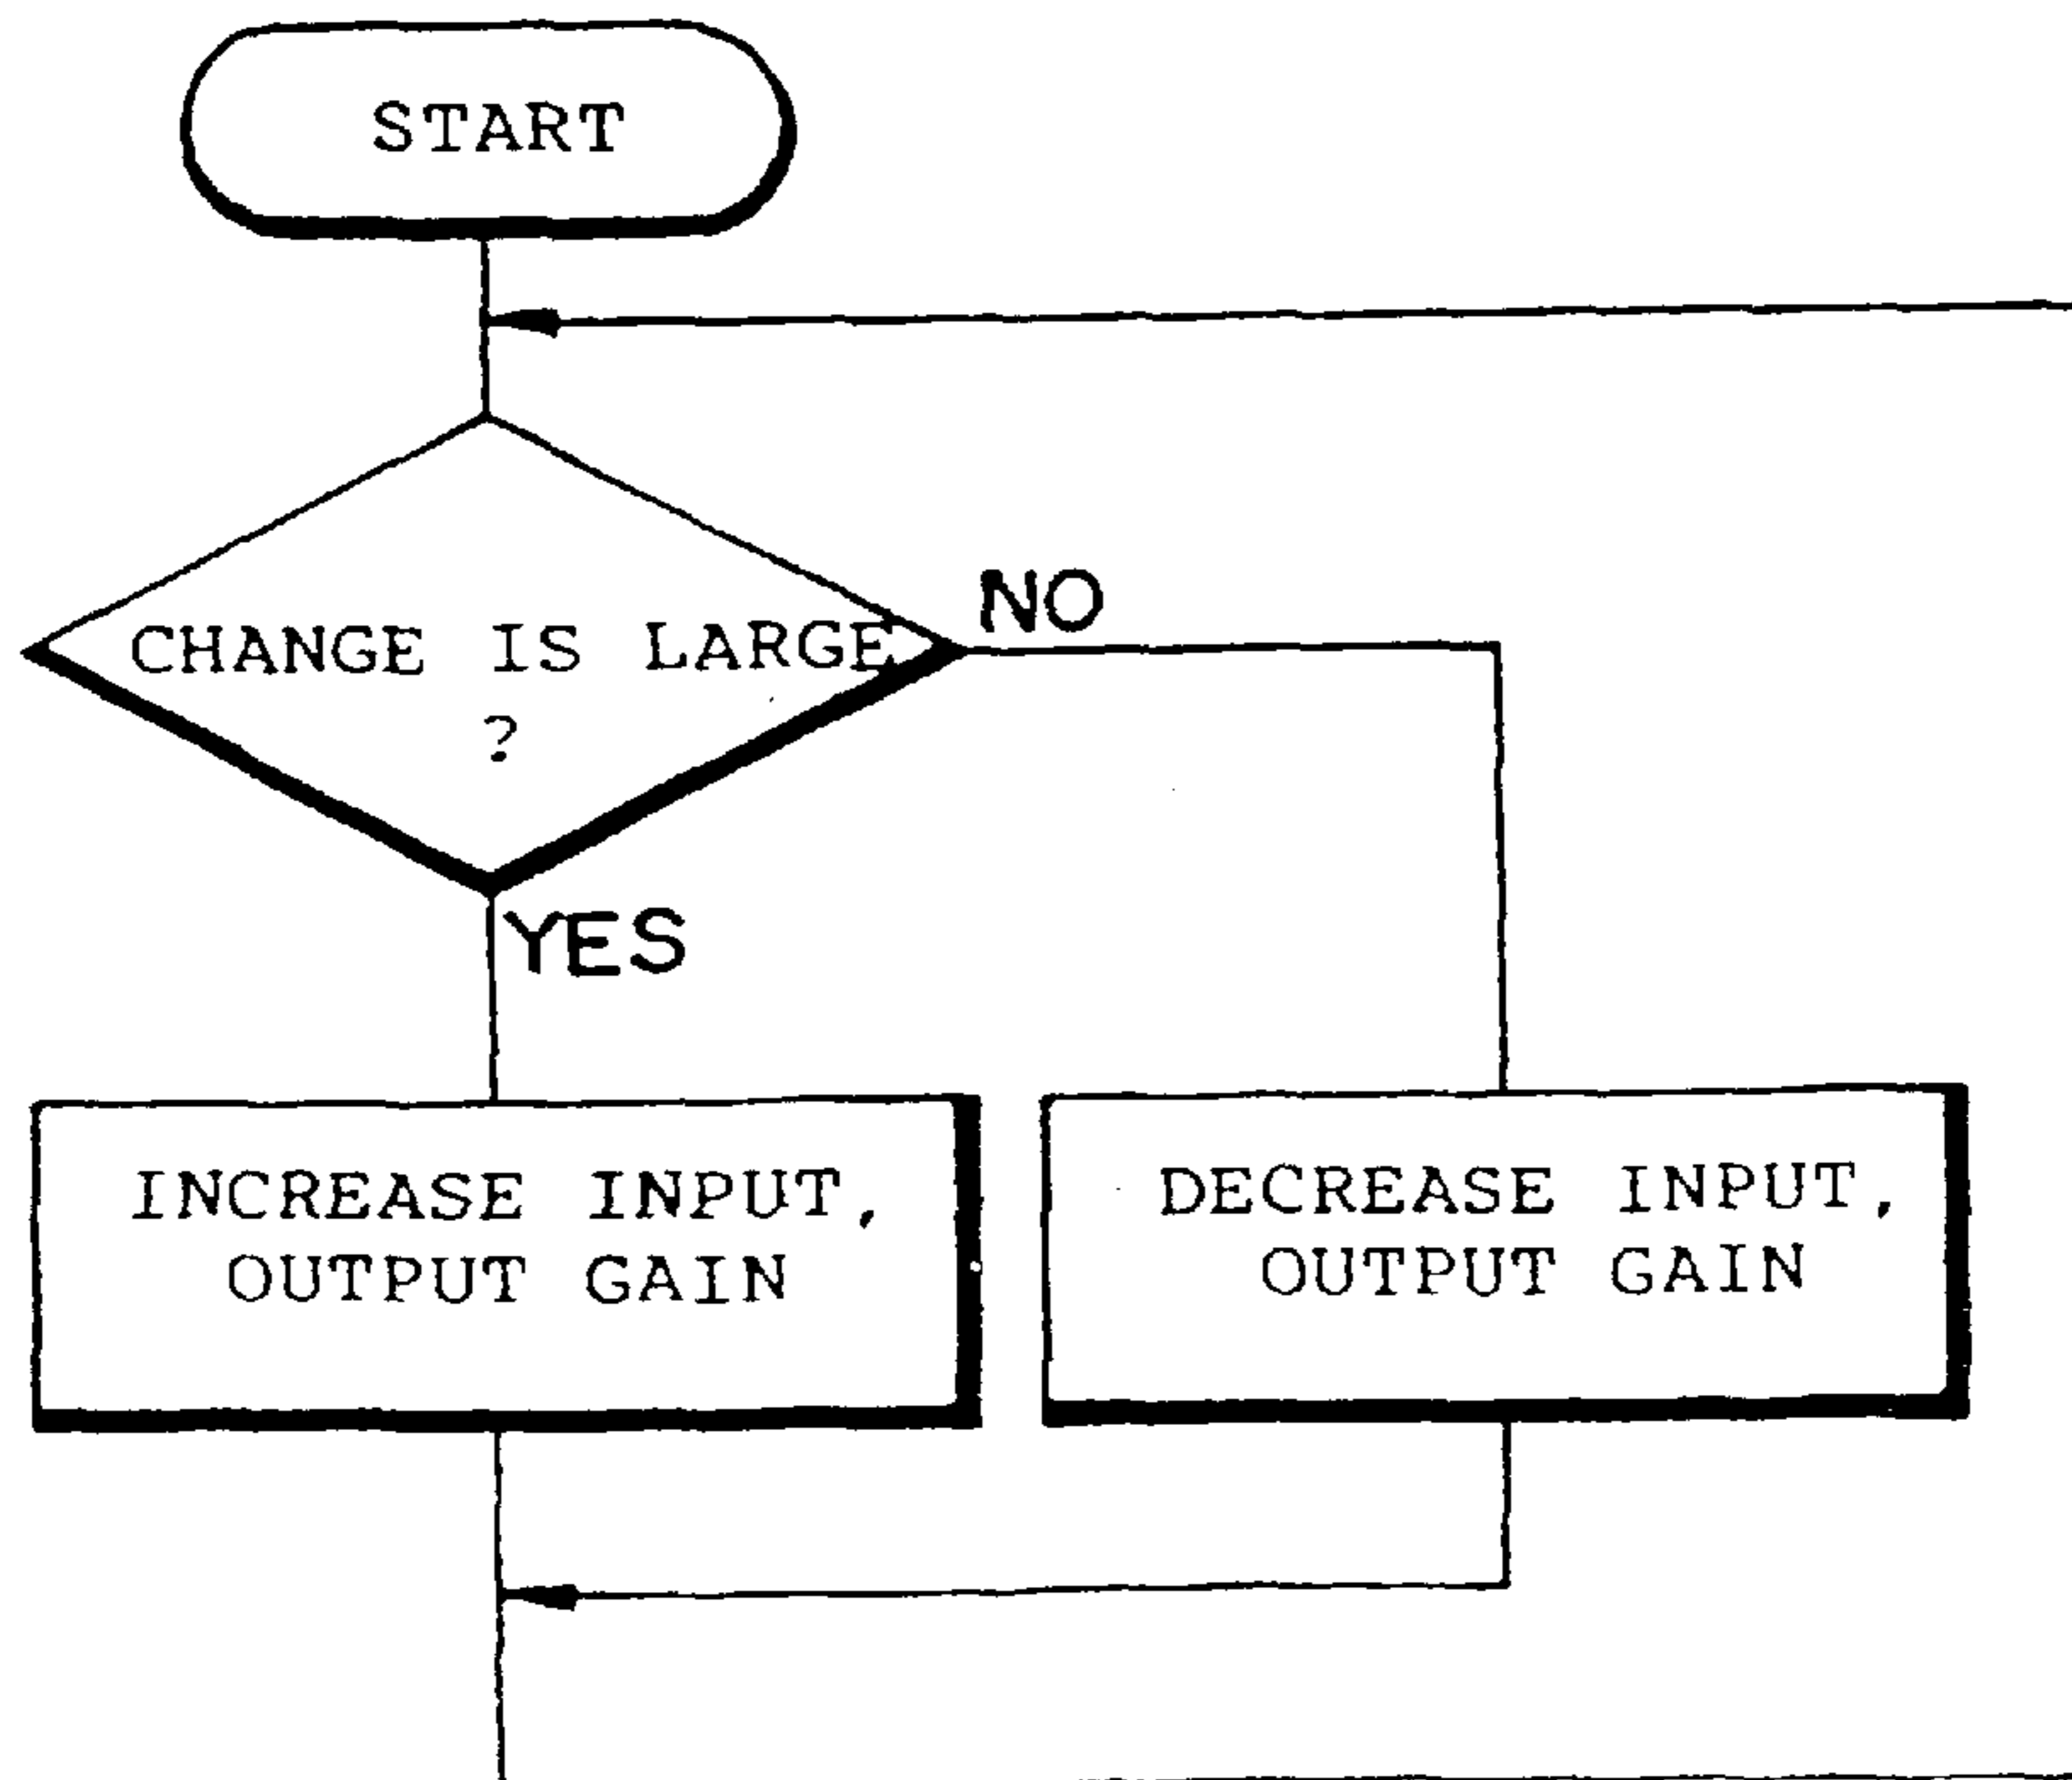 START
CHANGE IS LARGE
?
NO
YES
INCREASE INPUT,
OUTPUT GAIN
DECREASE INPUT,
OUTPUT GAIN